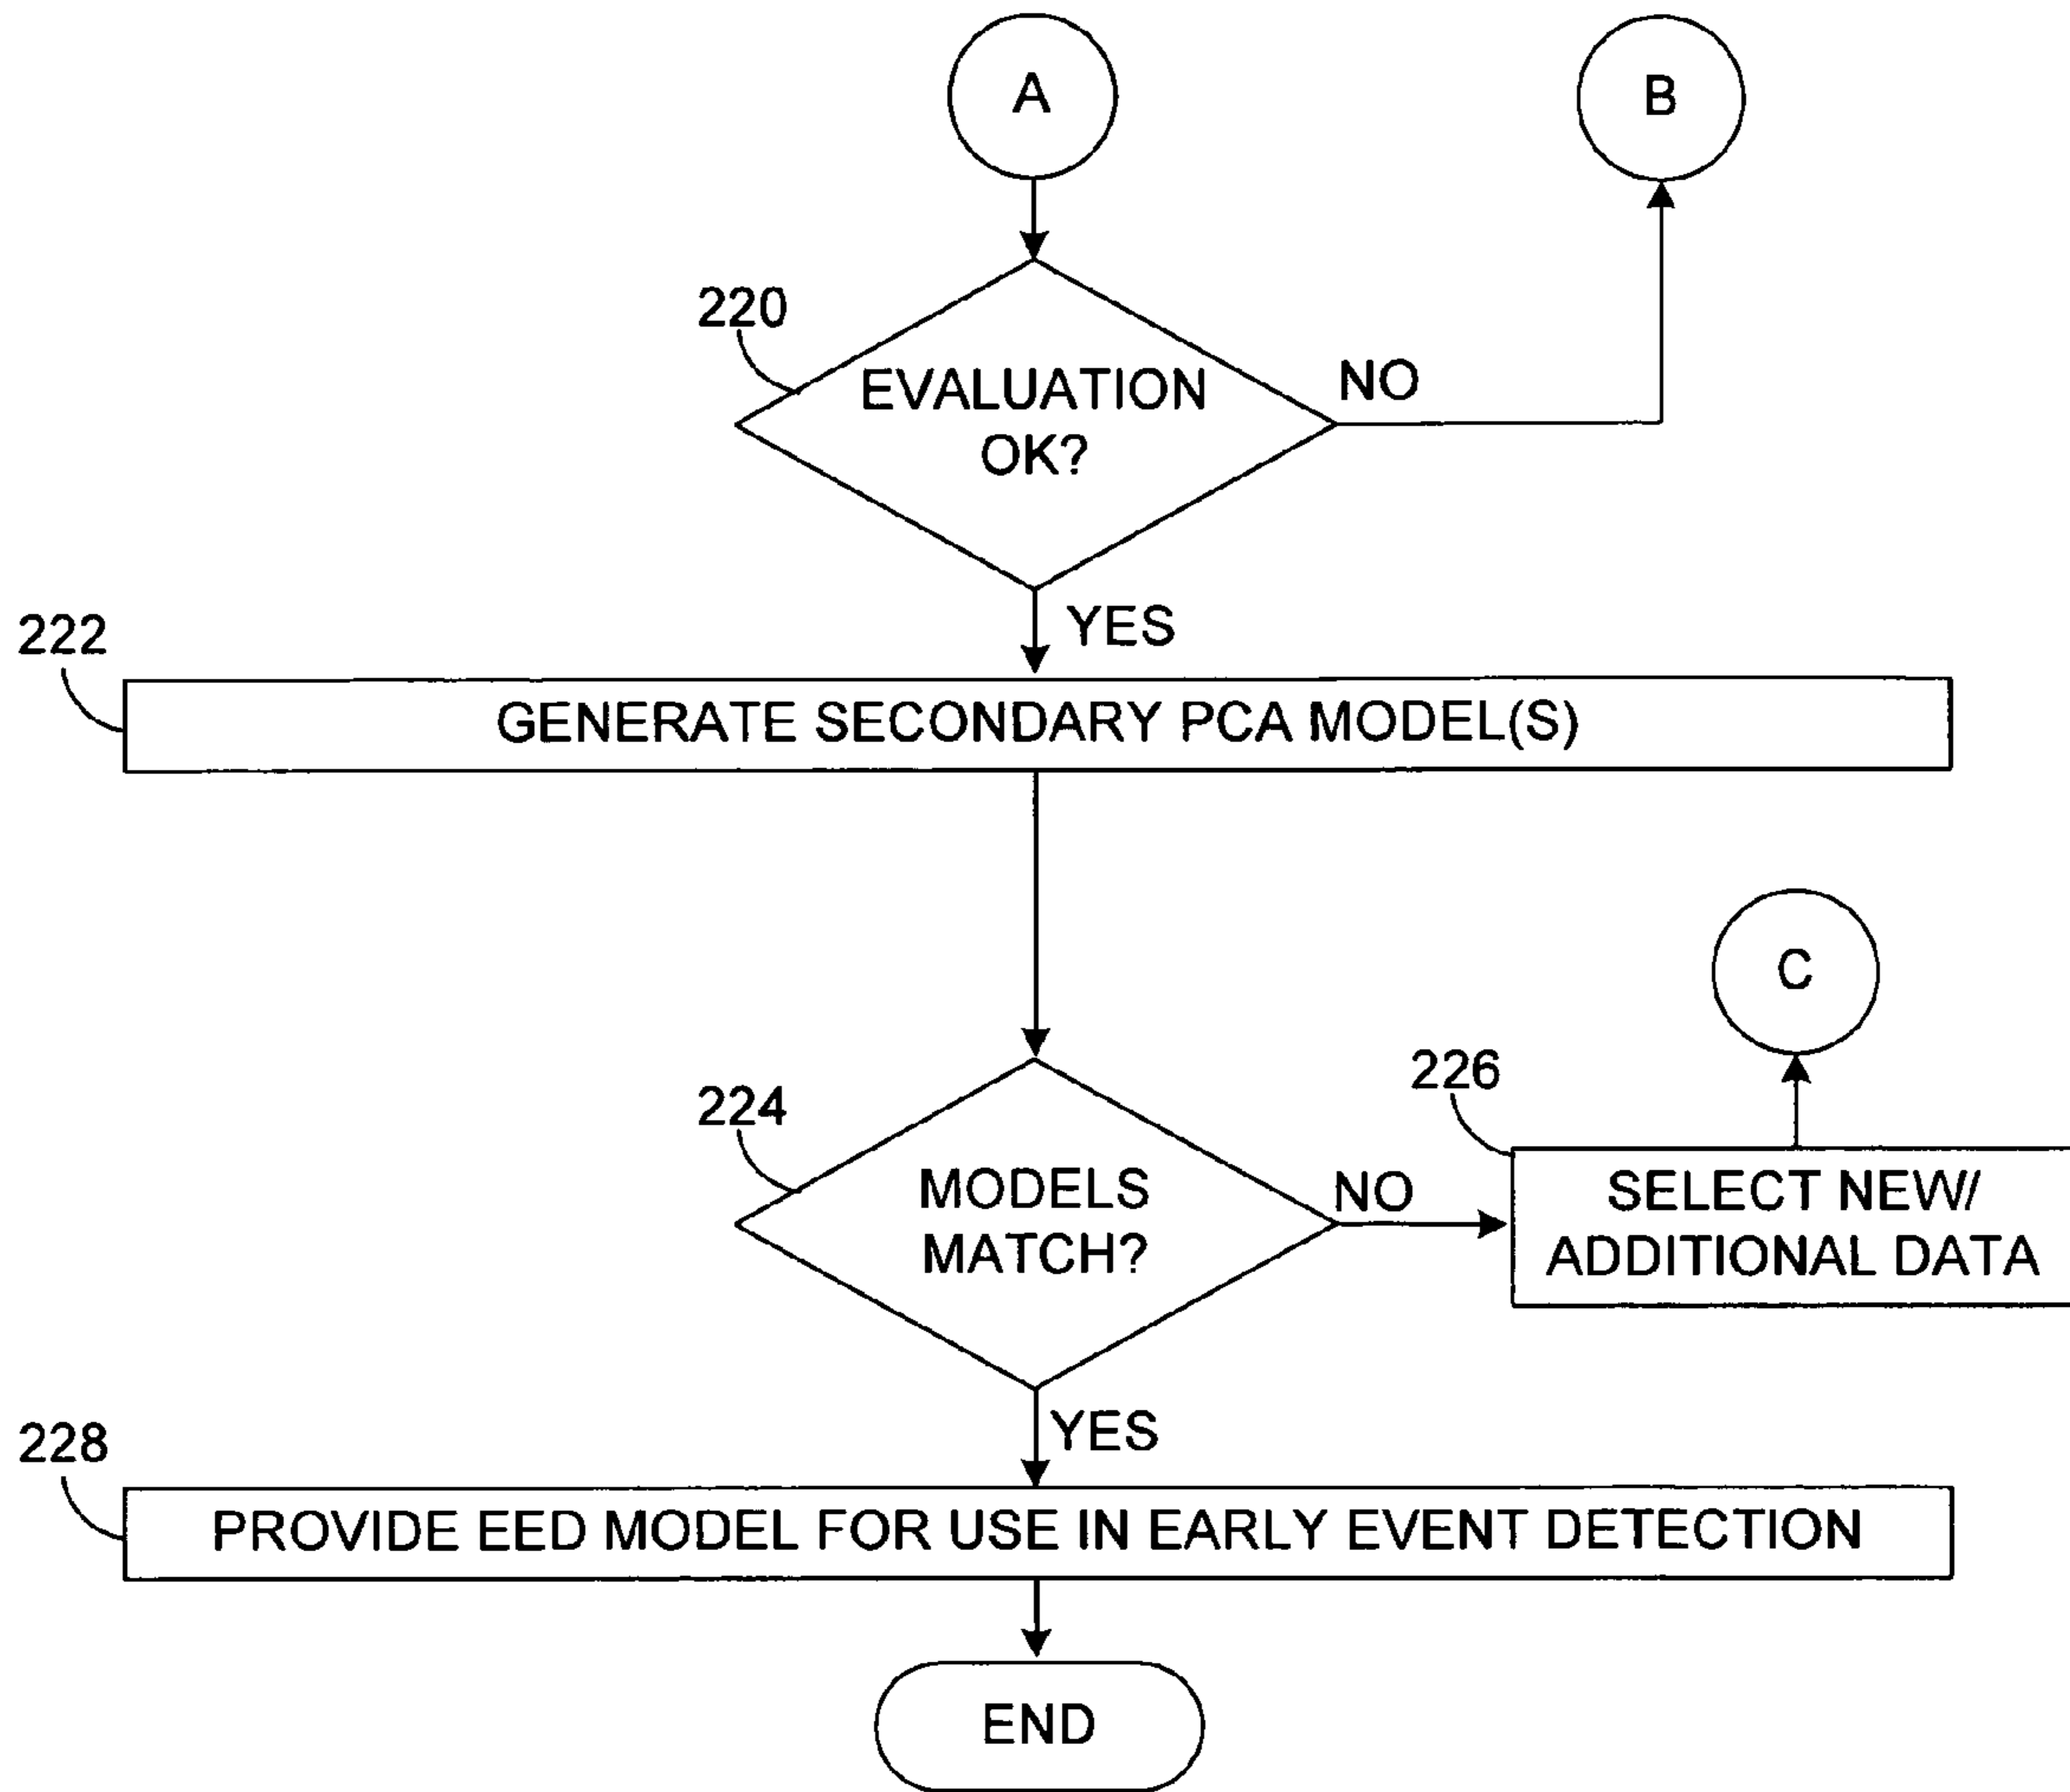 A
B
220
EVALUATION
OK?
NO
YES
222
GENERATE SECONDARY PCA MODEL(S)
C
224
MODELS
MATCH?
NO
226
SELECT NEW/
ADDITIONAL DATA
YES
228
PROVIDE EED MODEL FOR USE IN EARLY EVENT DETECTION
END